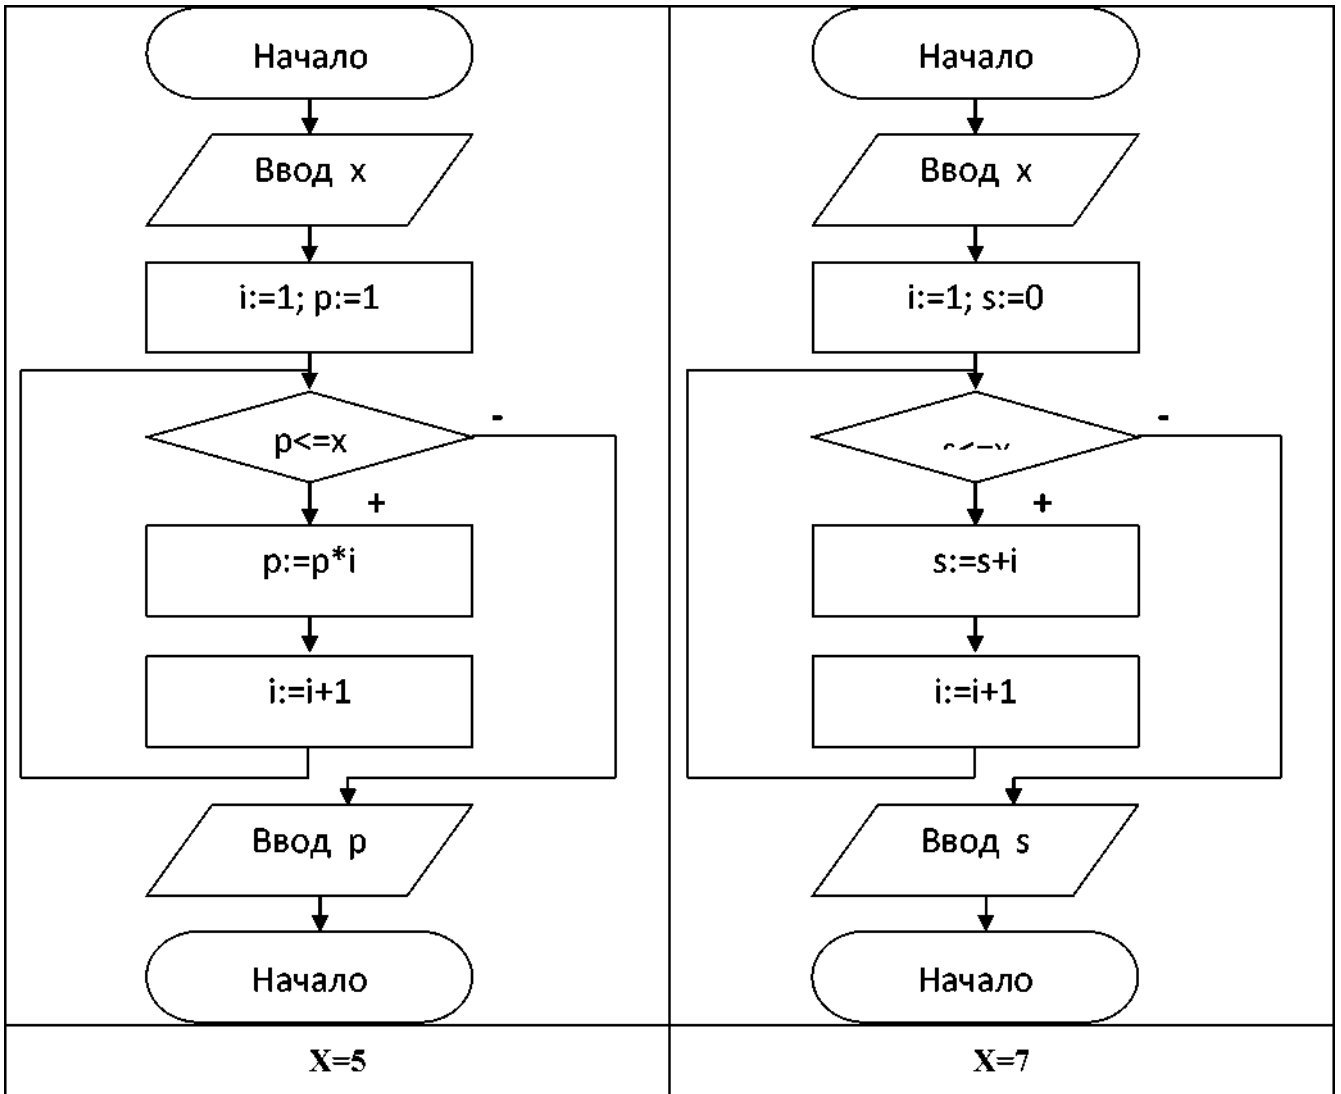 Начало
Ввод x
i:=1; p:=1
p<=x
-
+
p:=p*i
i:=i+1
Ввод p
Начало
X=5
Начало
Ввод x
i:=1; s:=0
-
+
s:=s+i
i:=i+1
Ввод s
Начало
X=7